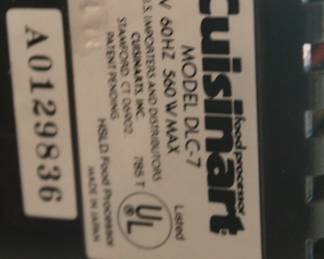 Cuisinart
food processor
MODEL DLC-7
V 60HZ 560 W MAX
U.S. IMPORTERS AND DISTRIBUTORS
CUISINARTS, INC.
STAMFORD, CT 06902 785 T
PATENT PENDING
Listed
UL
H8LD Food Processor
MADE IN JAPAN
A0129836